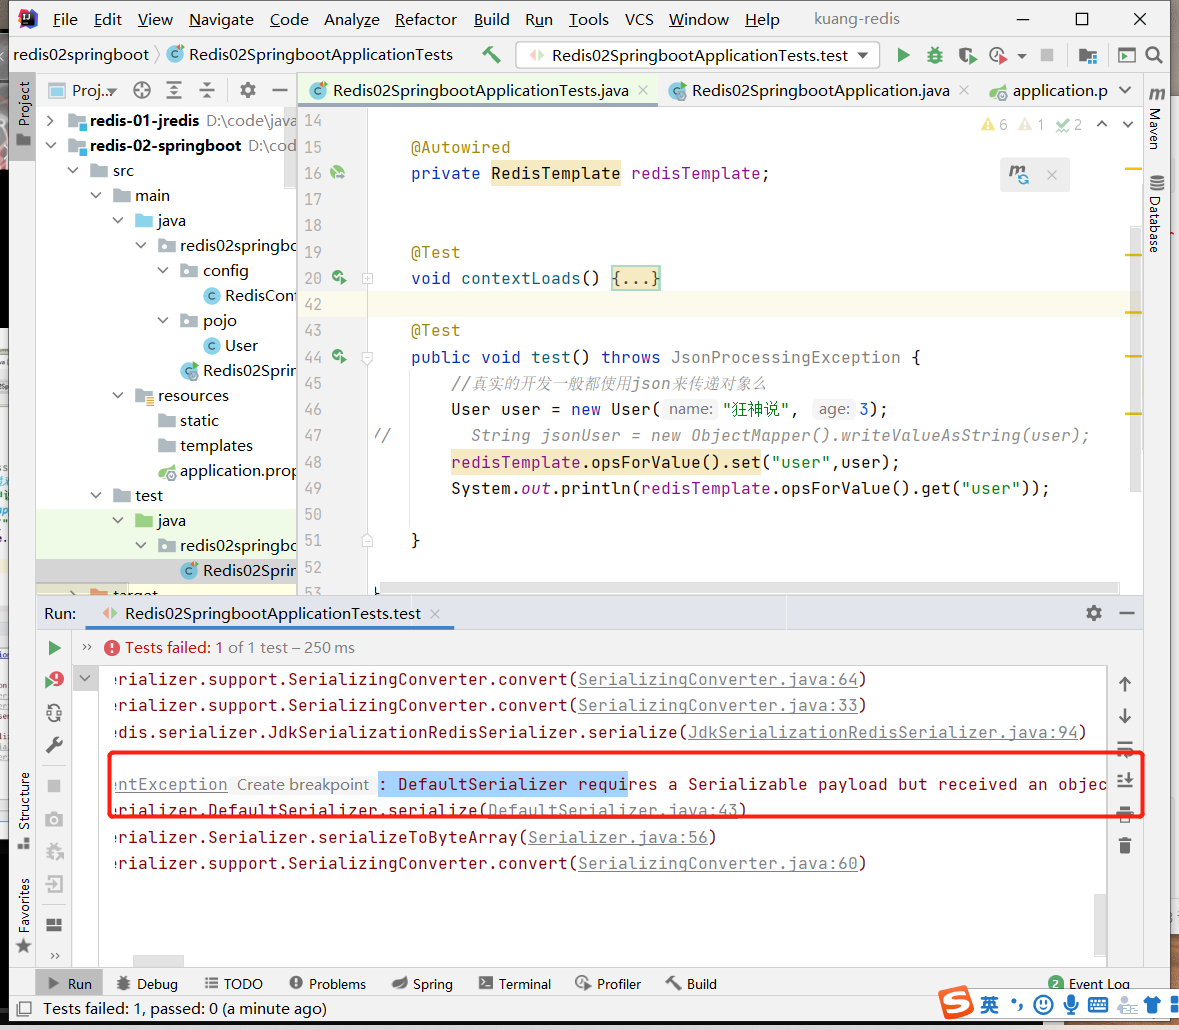 File Edit View Navigate Code Analyze Refactor Build Run Tools VCS Window Help kuang-redis
redis02springboot Redis02SpringbootApplicationTests Redis02SpringbootApplicationTests.test
Project Proj... Redis02SpringbootApplicationTests.java Redis02SpringbootApplication.java application.p
redis-01-jredis D:\code\java
redis-02-springboot D:\cod
src
main
java
redis02springbo
config
RedisConf
pojo
User
Redis02Sprin
resources
static
templates
application.prop
test
java
redis02springbo
Redis02Sprin
target
6 1 2
14
15 @Autowired
16 private RedisTemplate redisTemplate;
17
18
19 @Test
20 void contextLoads() {...}
42
43 @Test
44 public void test() throws JsonProcessingException {
45 //真实的开发一般都使用json来传递对象么
46 User user = new User( name: "狂神说", age: 3);
47 // String jsonUser = new ObjectMapper().writeValueAsString(user);
48 redisTemplate.opsForValue().set("user",user);
49 System.out.println(redisTemplate.opsForValue().get("user"));
50
51 }
52
53
Maven
Database
Run: Redis02SpringbootApplicationTests.test
Tests failed: 1 of 1 test – 250 ms
erializer.support.SerializingConverter.convert(SerializingConverter.java:64)
erializer.support.SerializingConverter.convert(SerializingConverter.java:33)
edis.serializer.JdkSerializationRedisSerializer.serialize(JdkSerializationRedisSerializer.java:94)
entException Create breakpoint : DefaultSerializer requires a Serializable payload but received an objec
erializer.DefaultSerializer.serialize(DefaultSerializer.java:43)
erializer.Serializer.serializeToByteArray(Serializer.java:56)
erializer.support.SerializingConverter.convert(SerializingConverter.java:60)
Structure
Favorites
Run Debug TODO Problems Spring Terminal Profiler Build 2 Event Log
Tests failed: 1, passed: 0 (a minute ago)
英